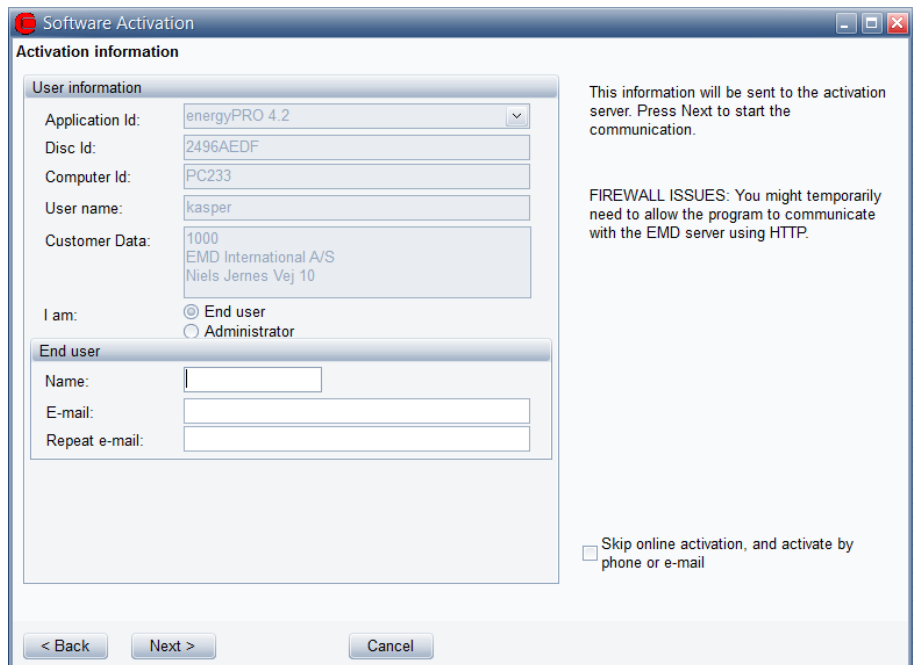 Software Activation
Activation information
User information
Application Id: energyPRO 4.2
Disc Id: 2496AEDF
Computer Id: PC233
User name: kasper
Customer Data: 1000
EMD International A/S
Niels Jernes Vej 10
I am: End user
Administrator
End user
Name:
E-mail:
Repeat e-mail:
This information will be sent to the activation
server. Press Next to start the
communication.
FIREWALL ISSUES: You might temporarily
need to allow the program to communicate
with the EMD server using HTTP.
Skip online activation, and activate by
phone or e-mail
< Back Next > Cancel